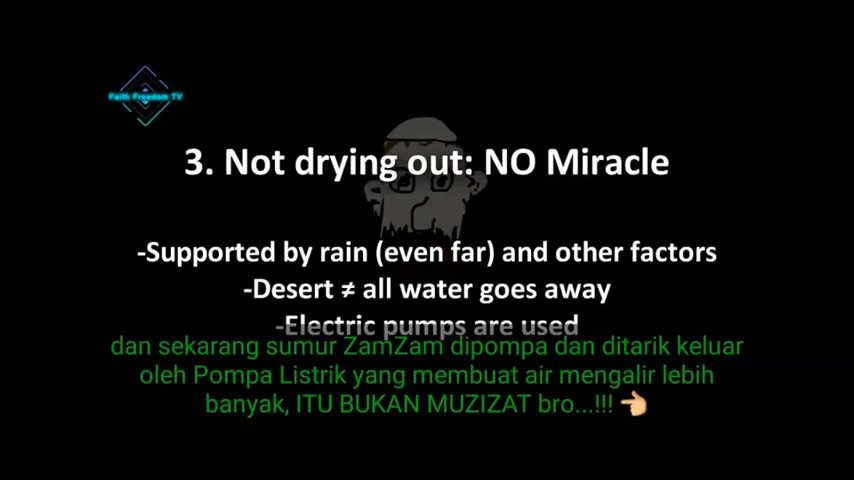 Faith Freedom TV
3. Not drying out: NO Miracle
-Supported by rain (even far) and other factors
-Desert ≠ all water goes away
-Electric pumps are used
dan sekarang sumur ZamZam dipompa dan ditarik keluar
oleh Pompa Listrik yang membuat air mengalir lebih
banyak, ITU BUKAN MUZIZAT bro...!!! 👈